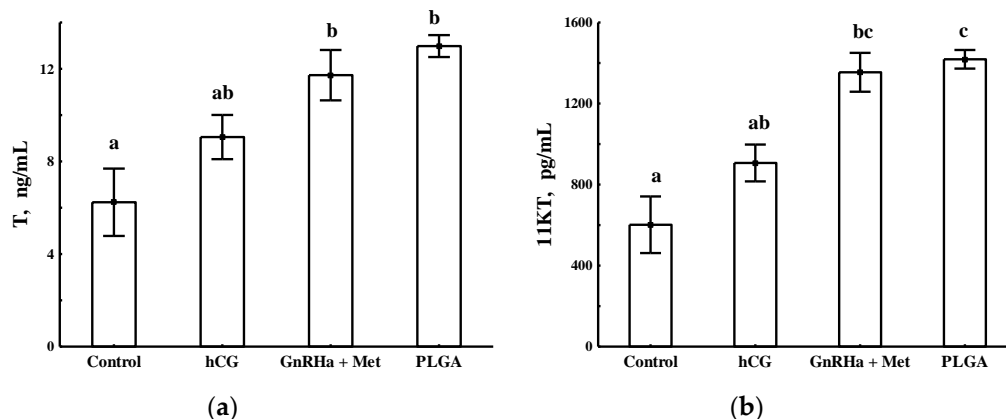 T, ng/mL
12
8
4
0
a
ab
b
b
Control
hCG
GnRHa + Met
PLGA
(a)
11KT, pg/mL
1600
1200
800
400
0
a
ab
bc
c
Control
hCG
GnRHa + Met
PLGA
(b)